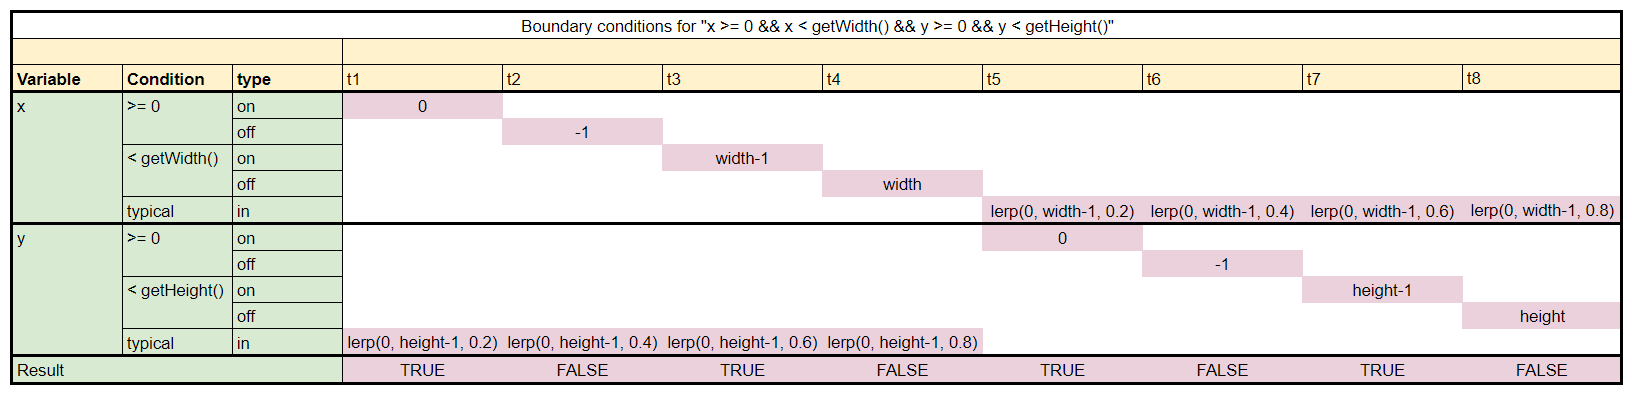 Boundary conditions for "x >= 0 && x < getWidth() && y >= 0 && y < getHeight()"
Variable Condition type t1 t2 t3 t4 t5 t6 t7 t8
x >= 0 on 0
off -1
< getWidth() on width-1
off width
typical in lerp(0, width-1, 0.2) lerp(0, width-1, 0.4) lerp(0, width-1, 0.6) lerp(0, width-1, 0.8)
y >= 0 on 0
off -1
< getHeight() on height-1
off height
typical in lerp(0, height-1, 0.2) lerp(0, height-1, 0.4) lerp(0, height-1, 0.6) lerp(0, height-1, 0.8)
Result TRUE FALSE TRUE FALSE TRUE FALSE TRUE FALSE